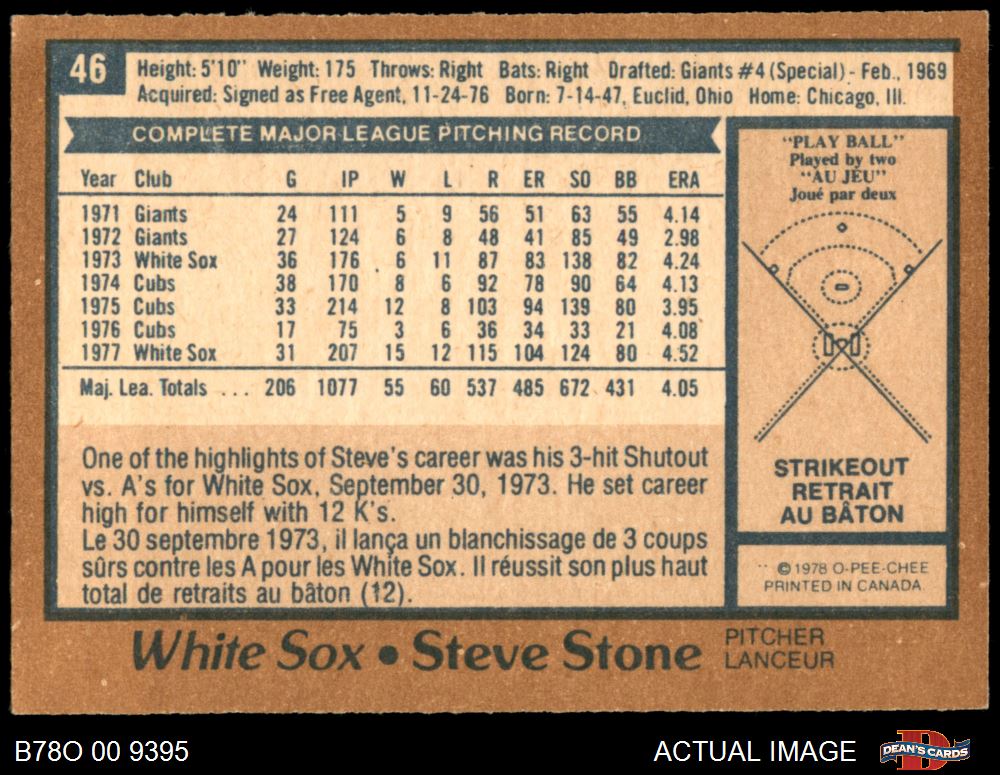 46
Height: 5'10" Weight: 175 Throws: Right Bats: Right Drafted: Giants #4 (Special) - Feb., 1969
Acquired: Signed as Free Agent, 11-24-76 Born: 7-14-47, Euclid, Ohio Home: Chicago, Ill.
COMPLETE MAJOR LEAGUE PITCHING RECORD
Year Club G IP W L R ER SO BB ERA
1971 Giants 24 111 5 9 56 51 63 55 4.14
1972 Giants 27 124 6 8 48 41 85 49 2.98
1973 White Sox 36 176 6 11 87 83 138 82 4.24
1974 Cubs 38 170 8 6 92 78 90 64 4.13
1975 Cubs 33 214 12 8 103 94 139 80 3.95
1976 Cubs 17 75 3 6 36 34 33 21 4.08
1977 White Sox 31 207 15 12 115 104 124 80 4.52
Maj. Lea. Totals ... 206 1077 55 60 537 485 672 431 4.05
One of the highlights of Steve's career was his 3-hit Shutout
vs. A's for White Sox, September 30, 1973. He set career
high for himself with 12 K's.
Le 30 septembre 1973, il lança un blanchissage de 3 coups
sûrs contre les A pour les White Sox. Il réussit son plus haut
total de retraits au bâton (12).
"PLAY BALL"
Played by two
"AU JEU"
Joué par deux
STRIKEOUT
RETRAIT
AU BÂTON
©1978 O-PEE-CHEE
PRINTED IN CANADA
White Sox • Steve Stone
PITCHER
LANCEUR
B78O 00 9395
ACTUAL IMAGE
DEAN'S CARDS